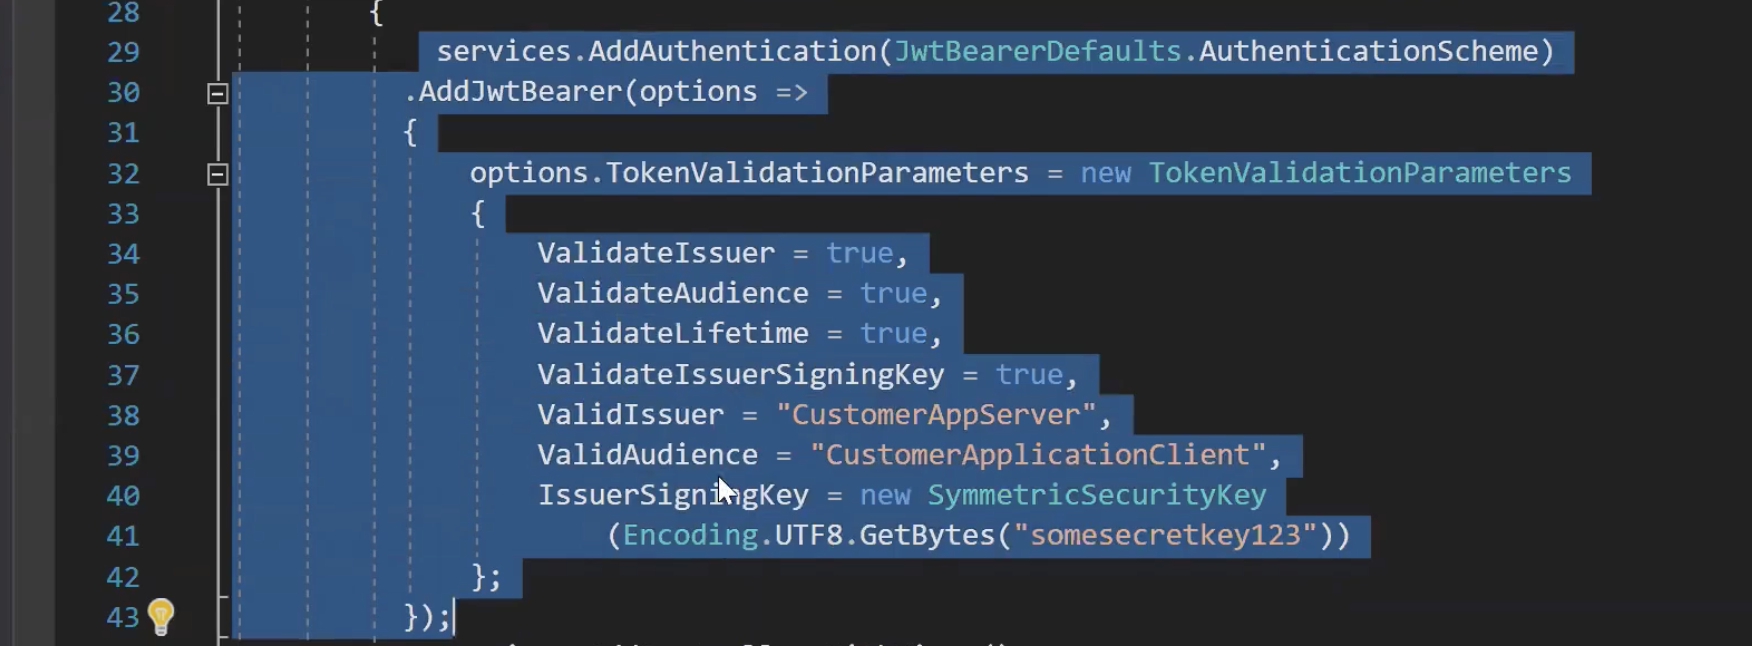 28 {
29 services.AddAuthentication(JwtBearerDefaults.AuthenticationScheme)
30 .AddJwtBearer(options =>
31 {
32 options.TokenValidationParameters = new TokenValidationParameters
33 {
34 ValidateIssuer = true,
35 ValidateAudience = true,
36 ValidateLifetime = true,
37 ValidateIssuerSigningKey = true,
38 ValidIssuer = "CustomerAppServer",
39 ValidAudience = "CustomerApplicationClient",
40 IssuerSigningKey = new SymmetricSecurityKey
41 (Encoding.UTF8.GetBytes("somesecretkey123"))
42 };
43 });